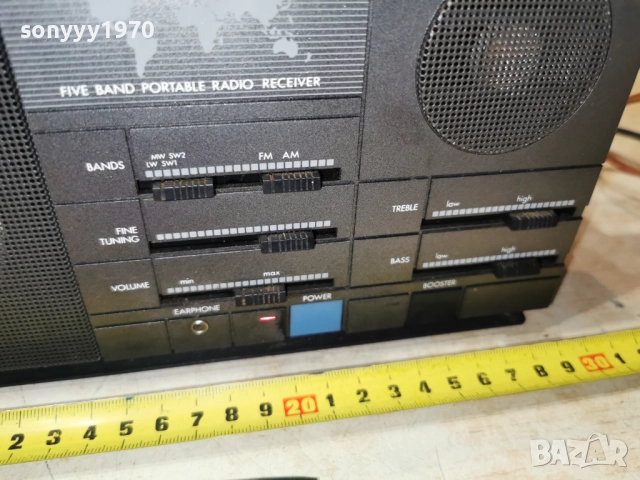 sonyyy1970
FIVE BAND PORTABLE RADIO RECEIVER
BANDS
MW SW2
LW SW1
FM AM
TREBLE
low high
FINE
TUNING
BASS
low high
VOLUME
min max
EARPHONE
POWER
BOOSTER
2 3 4 5 6 7 8 9 20 1 2 3 4 5 6 7 8 9 30 1
BAZAR